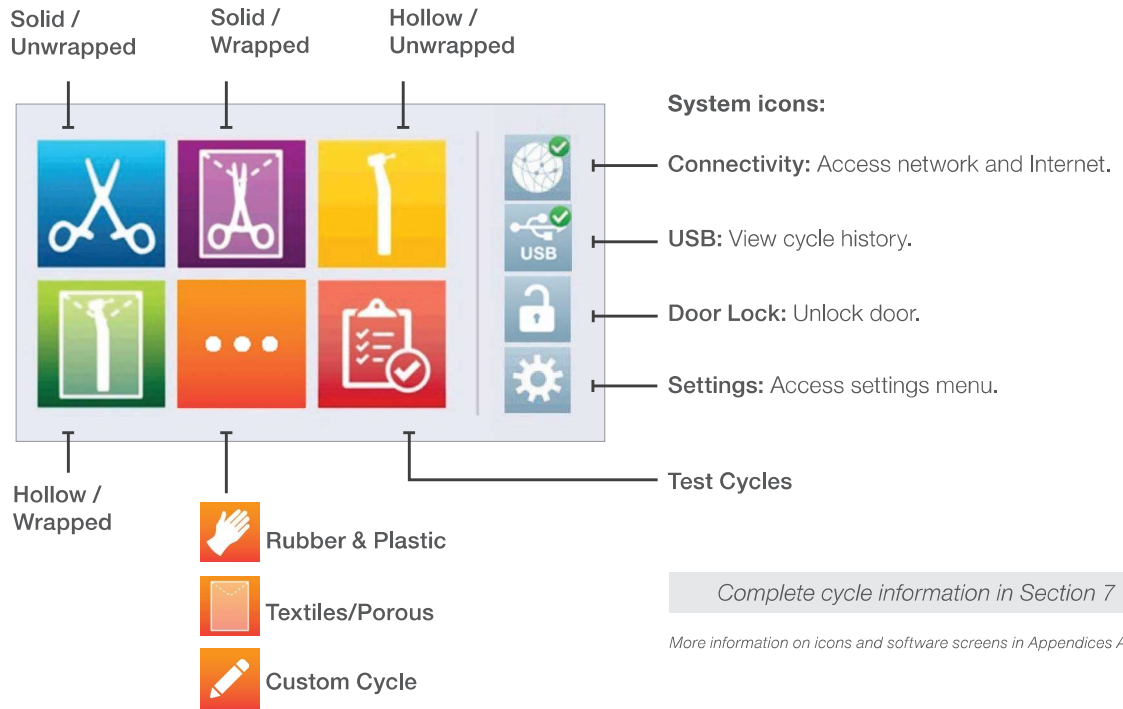 Solid /
Unwrapped
Solid /
Wrapped
Hollow /
Unwrapped
System icons:
Connectivity: Access network and Internet.
USB
USB: View cycle history.
Door Lock: Unlock door.
Settings: Access settings menu.
Test Cycles
Hollow /
Wrapped
Rubber & Plastic
Textiles/Porous
Custom Cycle
Complete cycle information in Section 7
More information on icons and software screens in Appendices A